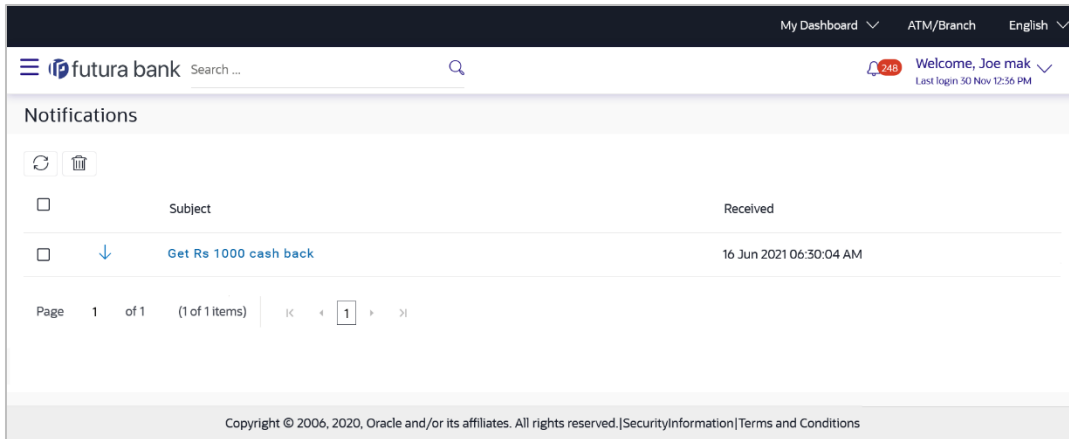 My Dashboard ATM/Branch English
futura bank Search ... 248 Welcome, Joe mak
Last login 30 Nov 12:36 PM
Notifications
Subject Received
Get Rs 1000 cash back 16 Jun 2021 06:30:04 AM
Page 1 of 1 (1 of 1 items) 1
Copyright © 2006, 2020, Oracle and/or its affiliates. All rights reserved.|SecurityInformation|Terms and Conditions